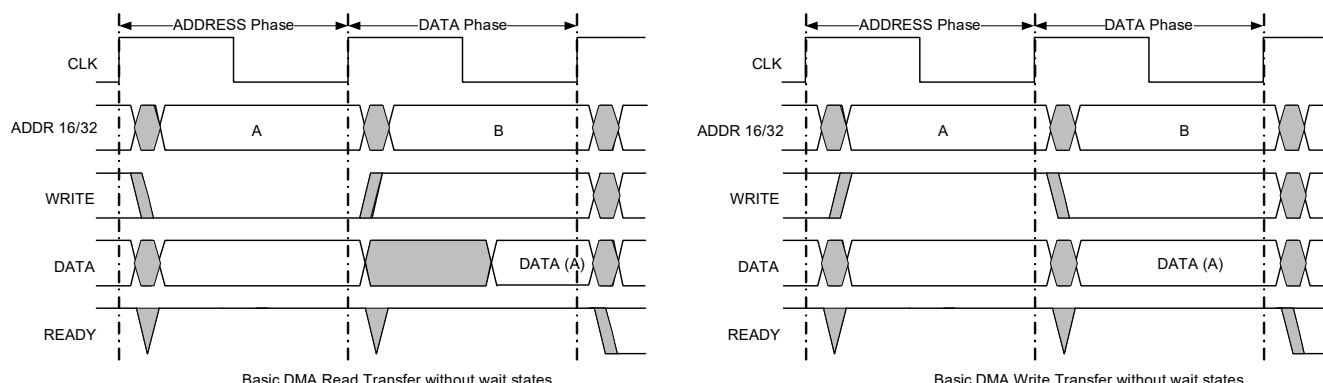 ADDRESS Phase DATA Phase
CLK
ADDR 16/32 A B
WRITE
DATA DATA (A)
READY
Basic DMA Read Transfer without wait states
ADDRESS Phase DATA Phase
CLK
ADDR 16/32 A B
WRITE
DATA DATA (A)
READY
Basic DMA Write Transfer without wait states